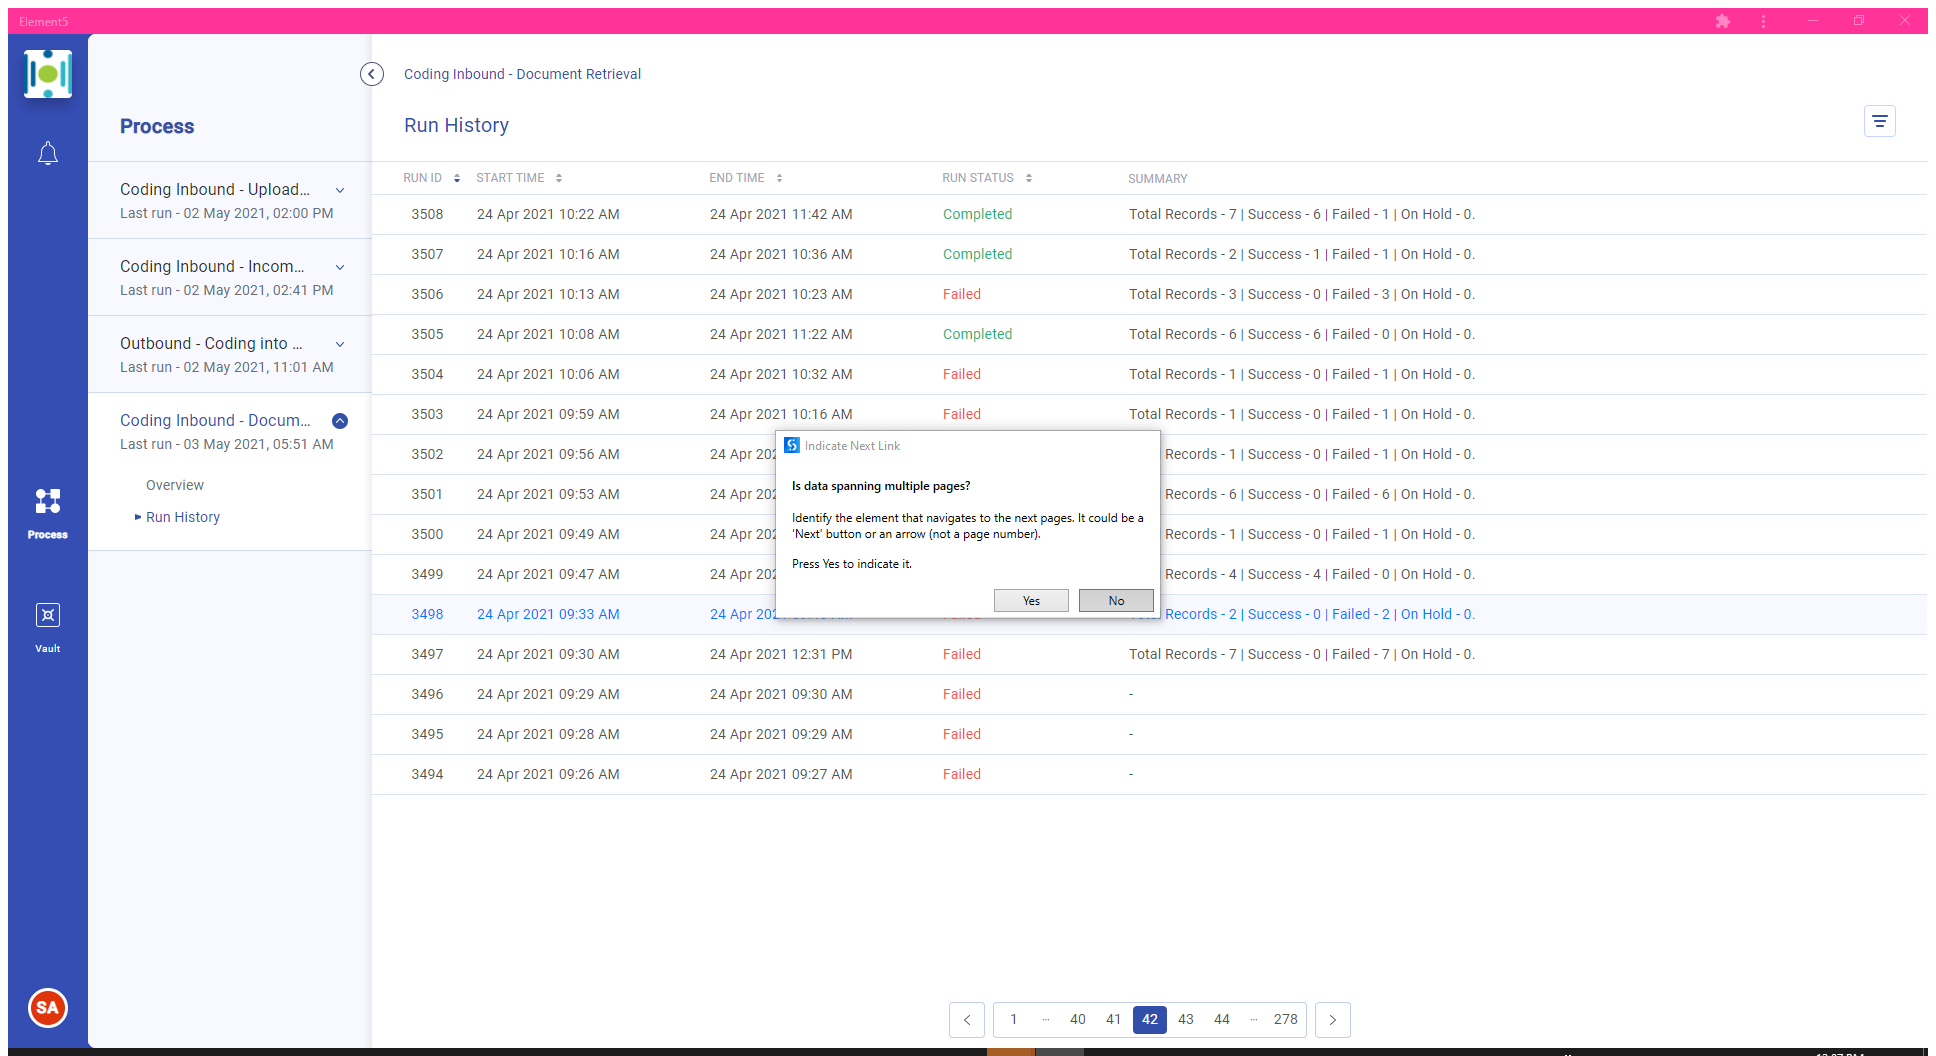 Element5
Coding Inbound - Document Retrieval
Process
Run History
RUN ID START TIME END TIME RUN STATUS SUMMARY
Coding Inbound - Upload...
Last run - 02 May 2021, 02:00 PM
Coding Inbound - Incom...
Last run - 02 May 2021, 02:41 PM
Outbound - Coding into ...
Last run - 02 May 2021, 11:01 AM
Coding Inbound - Docum...
Last run - 03 May 2021, 05:51 AM
Overview
Run History
Process
Vault
SA
3508 24 Apr 2021 10:22 AM 24 Apr 2021 11:42 AM Completed Total Records - 7 | Success - 6 | Failed - 1 | On Hold - 0.
3507 24 Apr 2021 10:16 AM 24 Apr 2021 10:36 AM Completed Total Records - 2 | Success - 1 | Failed - 1 | On Hold - 0.
3506 24 Apr 2021 10:13 AM 24 Apr 2021 10:23 AM Failed Total Records - 3 | Success - 0 | Failed - 3 | On Hold - 0.
3505 24 Apr 2021 10:08 AM 24 Apr 2021 11:22 AM Completed Total Records - 6 | Success - 6 | Failed - 0 | On Hold - 0.
3504 24 Apr 2021 10:06 AM 24 Apr 2021 10:32 AM Failed Total Records - 1 | Success - 0 | Failed - 1 | On Hold - 0.
3503 24 Apr 2021 09:59 AM 24 Apr 2021 10:16 AM Failed Total Records - 1 | Success - 0 | Failed - 1 | On Hold - 0.
3502 24 Apr 2021 09:56 AM 24 Apr Records - 1 | Success - 0 | Failed - 1 | On Hold - 0.
3501 24 Apr 2021 09:53 AM 24 Apr Records - 6 | Success - 0 | Failed - 6 | On Hold - 0.
3500 24 Apr 2021 09:49 AM 24 Apr Records - 1 | Success - 0 | Failed - 1 | On Hold - 0.
3499 24 Apr 2021 09:47 AM 24 Apr Records - 4 | Success - 4 | Failed - 0 | On Hold - 0.
3498 24 Apr 2021 09:33 AM 24 Apr Records - 2 | Success - 0 | Failed - 2 | On Hold - 0.
3497 24 Apr 2021 09:30 AM 24 Apr 2021 12:31 PM Failed Total Records - 7 | Success - 0 | Failed - 7 | On Hold - 0.
3496 24 Apr 2021 09:29 AM 24 Apr 2021 09:30 AM Failed -
3495 24 Apr 2021 09:28 AM 24 Apr 2021 09:29 AM Failed -
3494 24 Apr 2021 09:26 AM 24 Apr 2021 09:27 AM Failed -
Indicate Next Link
Is data spanning multiple pages?
Identify the element that navigates to the next pages. It could be a
'Next' button or an arrow (not a page number).
Press Yes to indicate it.
Yes No
< 1 ... 40 41 42 43 44 ... 278 >